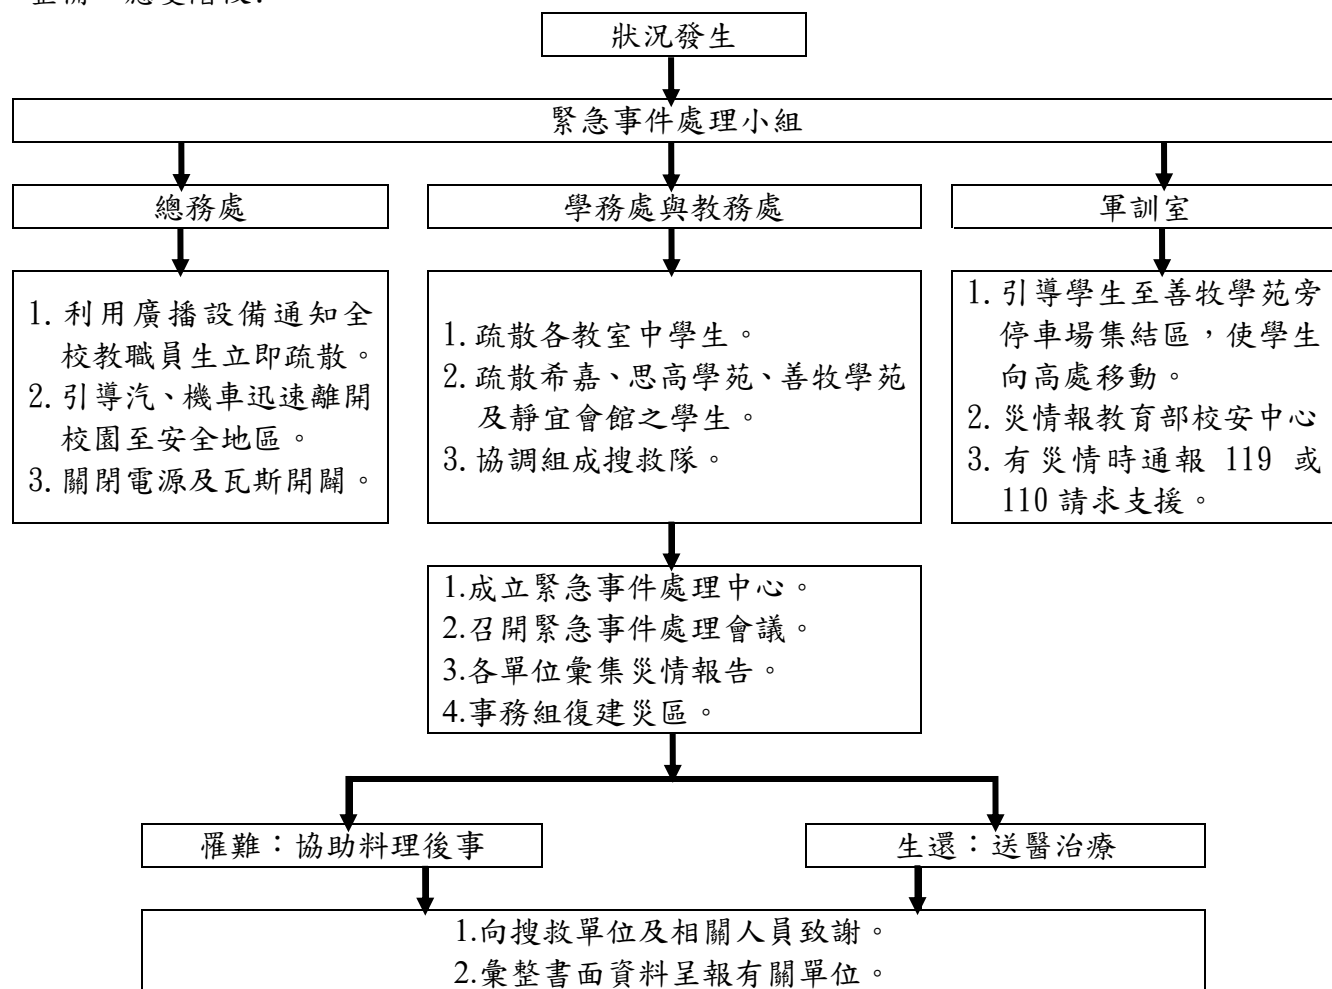 狀況發生
緊急事件處理小組
總務處
學務處與教務處
軍訓室
1. 利用廣播設備通知全
校教職員生立即疏散。
2. 引導汽、機車迅速離開
校園至安全地區。
3. 關閉電源及瓦斯開關。
1. 疏散各教室中學生。
2. 疏散希嘉、思高學苑、善牧學苑
及靜宜會館之學生。
3. 協調組成搜救隊。
1. 引導學生至善牧學苑旁
停車場集結區，使學生
向高處移動。
2. 災情報教育部校安中心
3. 有災情時通報 119 或
110 請求支援。
1.成立緊急事件處理中心。
2.召開緊急事件處理會議。
3.各單位彙集災情報告。
4.事務組復建災區。
罹難：協助料理後事
生還：送醫治療
1.向搜救單位及相關人員致謝。
2.彙整書面資料呈報有關單位。